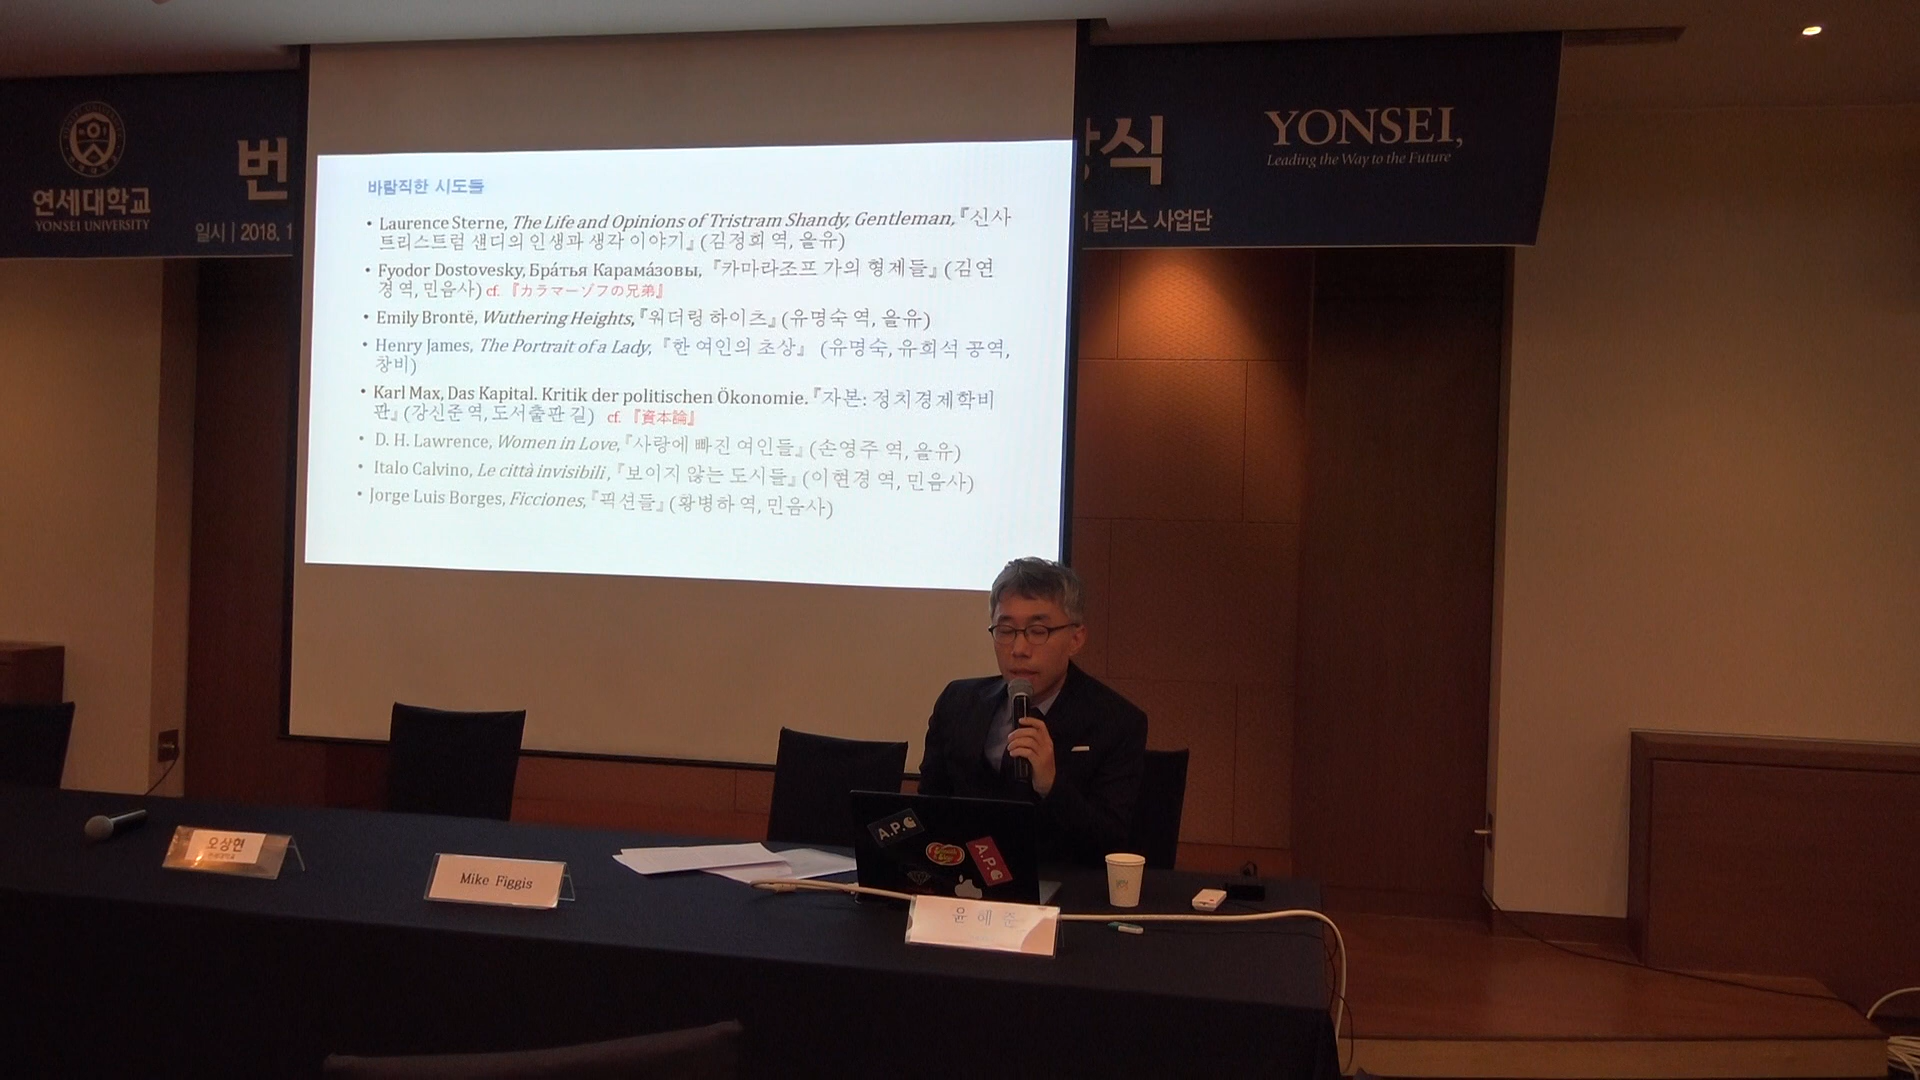 연세대학교
YONSEI UNIVERSITY
번
식
일시 | 2018. 1
1플러스 사업단
YONSEI,
Leading the Way to the Future
바람직한 시도들
• Laurence Sterne, The Life and Opinions of Tristram Shandy, Gentleman, 『신사
트리스트럼 샌디의 인생과 생각 이야기』 (김정희 역, 을유)
• Fyodor Dostovesky, Бра́тья Карама́зовы, 『카마라조프 가의 형제들』 (김연
경 역, 민음사) cf. 『カラマーゾフの兄弟』
• Emily Brontë, Wuthering Heights, 『워더링 하이츠』 (유명숙 역, 을유)
• Henry James, The Portrait of a Lady, 『한 여인의 초상』 (유명숙, 유희석 공역,
창비)
• Karl Max, Das Kapital. Kritik der politischen Ökonomie. 『자본: 정치경제학비
판』 (강신준 역, 도서출판 길) cf. 『資本論』
• D. H. Lawrence, Women in Love, 『사랑에 빠진 여인들』 (손영주 역, 을유)
• Italo Calvino, Le città invisibili, 『보이지 않는 도시들』 (이현경 역, 민음사)
• Jorge Luis Borges, Ficciones, 『픽션들』 (황병하 역, 민음사)
A.P.C
A.P.C
오상현
연세대학교
Mike Figgis
윤 혜 준